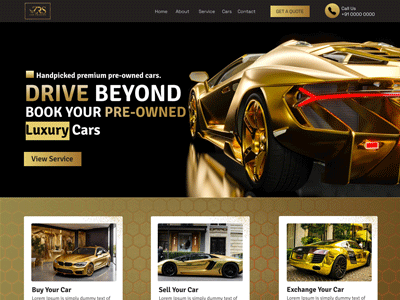 Home About Service Cars Contact
GET A QUOTE
Call Us
+91 0000 0000
Handpicked premium pre-owned cars.
DRIVE BEYOND
BOOK YOUR PRE-OWNED
Luxury Cars
View Service
Buy Your Car
Lorem Ipsum is simply dummy text of
Sell Your Car
Lorem Ipsum is simply dummy text of
Exchange Your Car
Lorem Ipsum is simply dummy text of